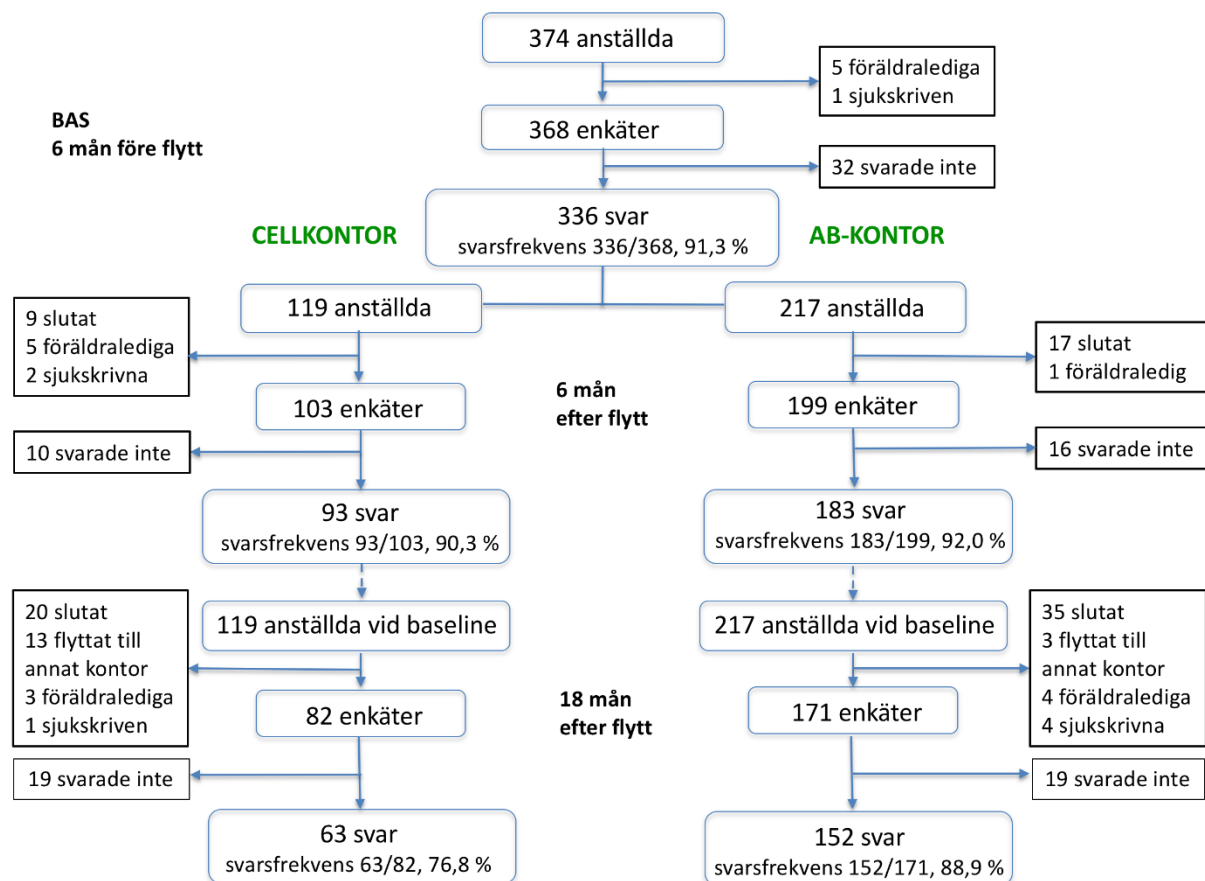 374 anställda
5 föräldralediga
1 sjukskriven
BAS
6 mån före flytt
368 enkäter
32 svarade inte
336 svar
svarsfrekvens 336/368, 91,3 %
CELLKONTOR
AB-KONTOR
119 anställda
217 anställda
9 slutat
5 föräldralediga
2 sjukskrivna
17 slutat
1 föräldraledig
6 mån
efter flytt
103 enkäter
199 enkäter
10 svarade inte
16 svarade inte
93 svar
svarsfrekvens 93/103, 90,3 %
183 svar
svarsfrekvens 183/199, 92,0 %
119 anställda vid baseline
217 anställda vid baseline
20 slutat
13 flyttat till
annat kontor
3 föräldralediga
1 sjukskriven
35 slutat
3 flyttat till
annat kontor
4 föräldralediga
4 sjukskrivna
18 mån
efter flytt
82 enkäter
171 enkäter
19 svarade inte
19 svarade inte
63 svar
svarsfrekvens 63/82, 76,8 %
152 svar
svarsfrekvens 152/171, 88,9 %